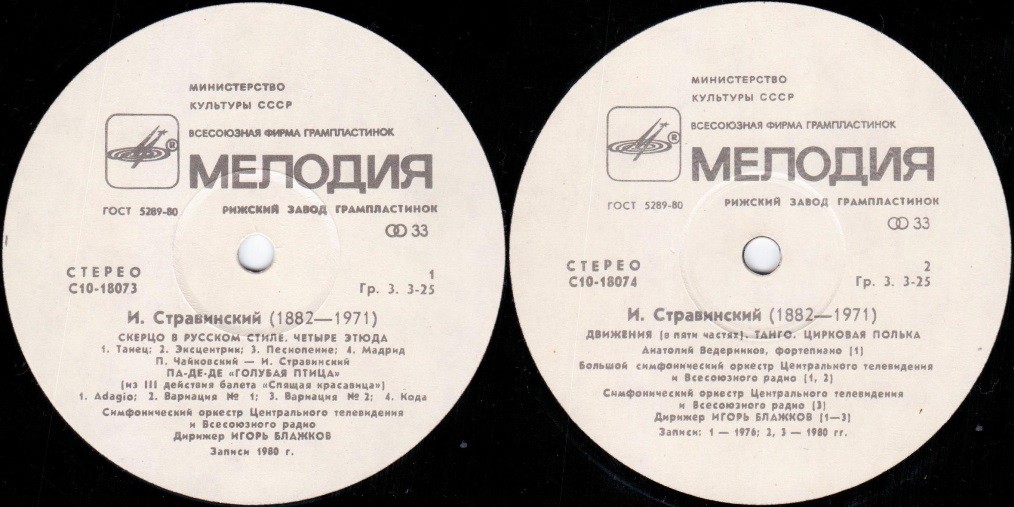 МИНИСТЕРСТВО
КУЛЬТУРЫ СССР
ВСЕСОЮЗНАЯ ФИРМА ГРАМПЛАСТИНОК
®
МЕЛОДИЯ
ГОСТ 5289-80 РИЖСКИЙ ЗАВОД ГРАМПЛАСТИНОК
33
СТЕРЕО 1
С10-18073 Гр. 3. 3-25
И. Стравинский (1882—1971)
СКЕРЦО В РУССКОМ СТИЛЕ. ЧЕТЫРЕ ЭТЮДА
1. Танец; 2. Эксцентрик; 3. Песнопение; 4. Мадрид
П. Чайковский — И. Стравинский
ПА-ДЕ-ДЕ «ГОЛУБАЯ ПТИЦА»
(из III действия балета «Спящая красавица»)
1. Adagio; 2. Вариация № 1; 3. Вариация № 2; 4. Кода
Симфонический оркестр Центрального телевидения
и Всесоюзного радио
Дирижер ИГОРЬ БЛАЖКОВ
Записи 1980 г.
МИНИСТЕРСТВО
КУЛЬТУРЫ СССР
ВСЕСОЮЗНАЯ ФИРМА ГРАМПЛАСТИНОК
®
МЕЛОДИЯ
ГОСТ 5289-80 РИЖСКИЙ ЗАВОД ГРАМПЛАСТИНОК
33
СТЕРЕО 2
С10-18074 Гр. 3. 3-25
И. Стравинский (1882—1971)
ДВИЖЕНИЯ (в пяти частях). ТАНГО. ЦИРКОВАЯ ПОЛЬКА
Анатолий Ведерников, фортепиано (1)
Большой симфонический оркестр Центрального телевидения
и Всесоюзного радио (1, 2)
Симфонический оркестр Центрального телевидения
и Всесоюзного радио (3)
Дирижер ИГОРЬ БЛАЖКОВ (1—3)
Записи: 1 — 1976; 2, 3 — 1980 гг.